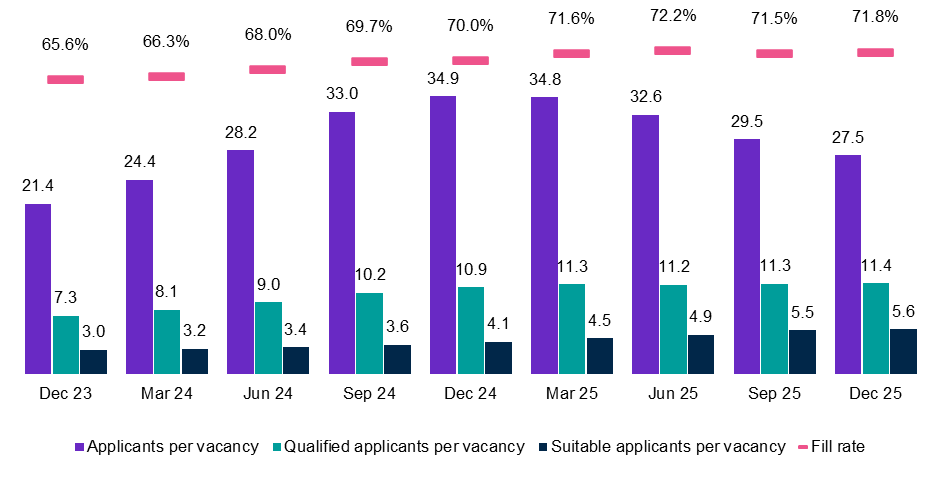 65.6% 66.3% 68.0% 69.7% 70.0% 71.6% 72.2% 71.5% 71.8%
21.4 24.4 28.2 33.0 34.9 34.8 32.6 29.5 27.5
7.3 8.1 9.0 10.2 10.9 11.3 11.2 11.3 11.4
3.0 3.2 3.4 3.6 4.1 4.5 4.9 5.5 5.6
Dec 23 Mar 24 Jun 24 Sep 24 Dec 24 Mar 25 Jun 25 Sep 25 Dec 25
Applicants per vacancy Qualified applicants per vacancy Suitable applicants per vacancy Fill rate